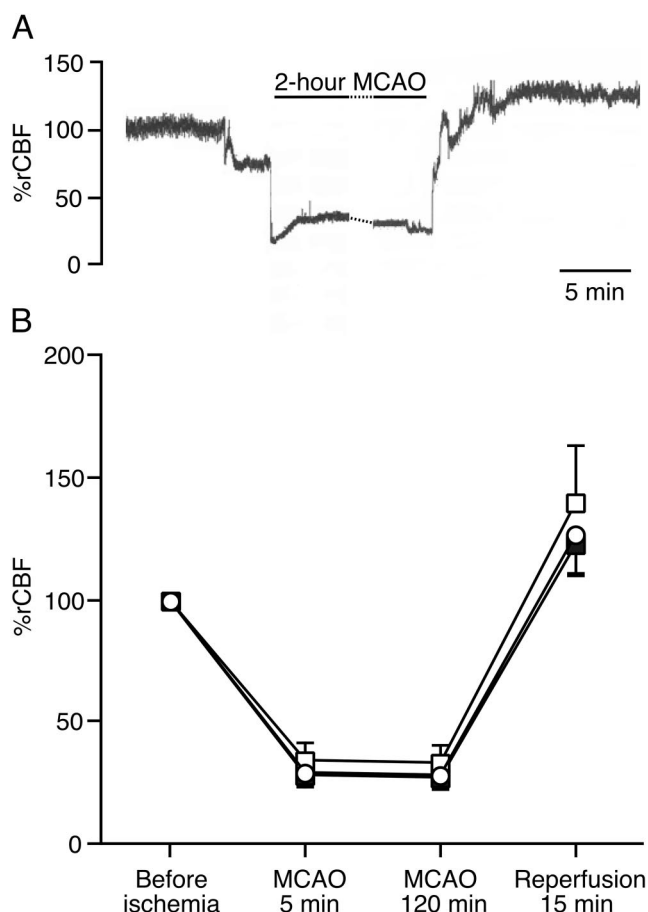 A
%rCBF
150
100
50
0
2-hour MCAO
5 min
B
%rCBF
200
150
100
50
0
Before ischemia
MCAO 5 min
MCAO 120 min
Reperfusion 15 min